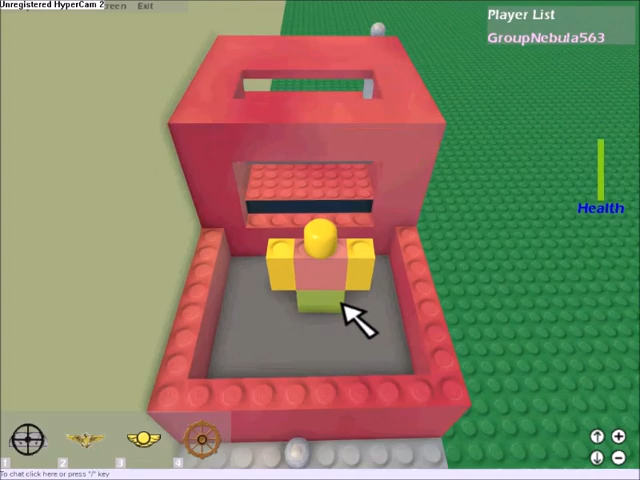 Unregistered HyperCam 2
reen Exit
Player List
GroupNebula563
Health
1 2 3 4
To chat click here or press "/" key